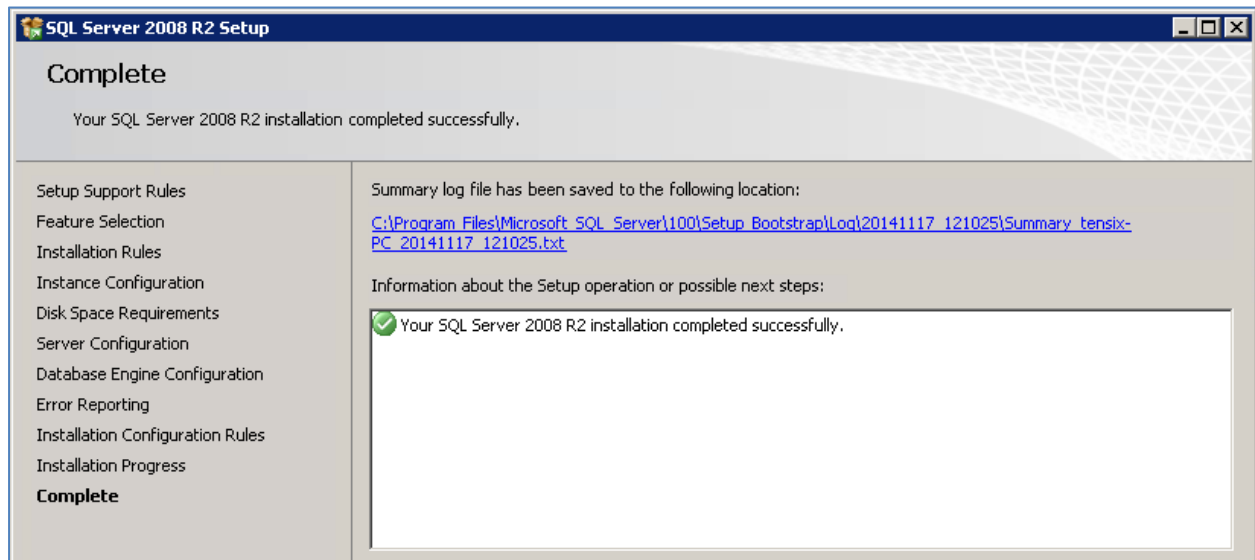 SQL Server 2008 R2 Setup
Complete
Your SQL Server 2008 R2 installation completed successfully.
Setup Support Rules
Feature Selection
Installation Rules
Instance Configuration
Disk Space Requirements
Server Configuration
Database Engine Configuration
Error Reporting
Installation Configuration Rules
Installation Progress
Complete
Summary log file has been saved to the following location:
C:\Program Files\Microsoft SQL Server\100\Setup Bootstrap\Log\20141117_121025\Summary_tensix-
PC_20141117_121025.txt
Information about the Setup operation or possible next steps:
Your SQL Server 2008 R2 installation completed successfully.